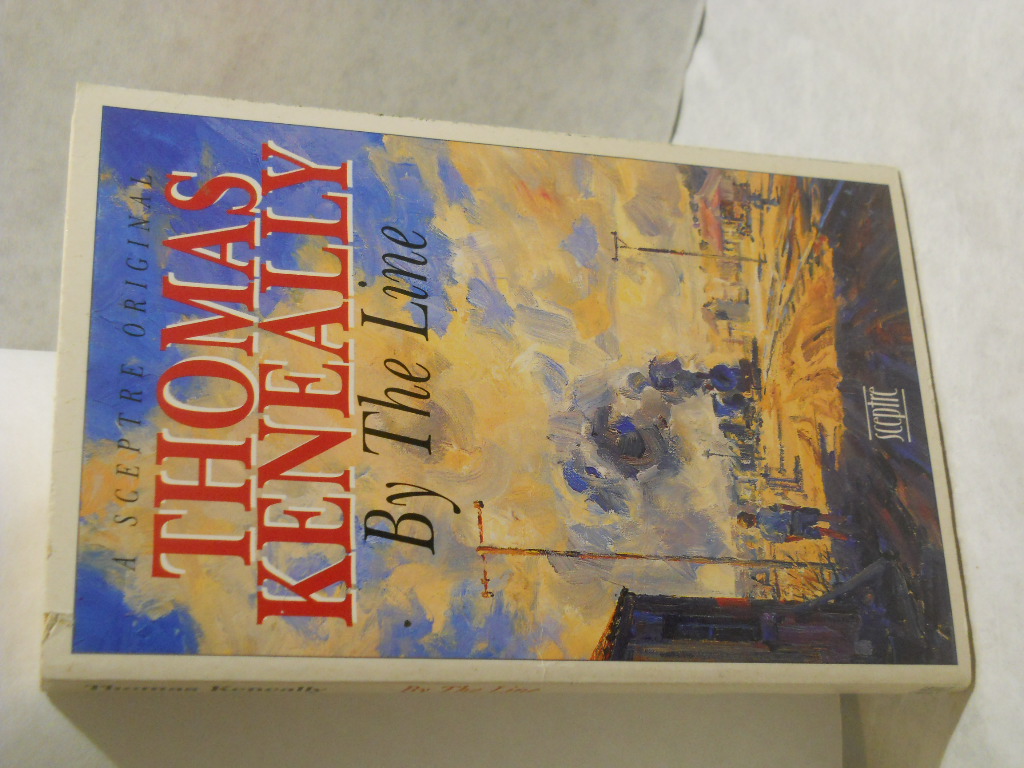 A SCEPTRE ORIGINAL
THOMAS
KENEALLY
By The Line
sceptre
Thomas Keneally By The Line